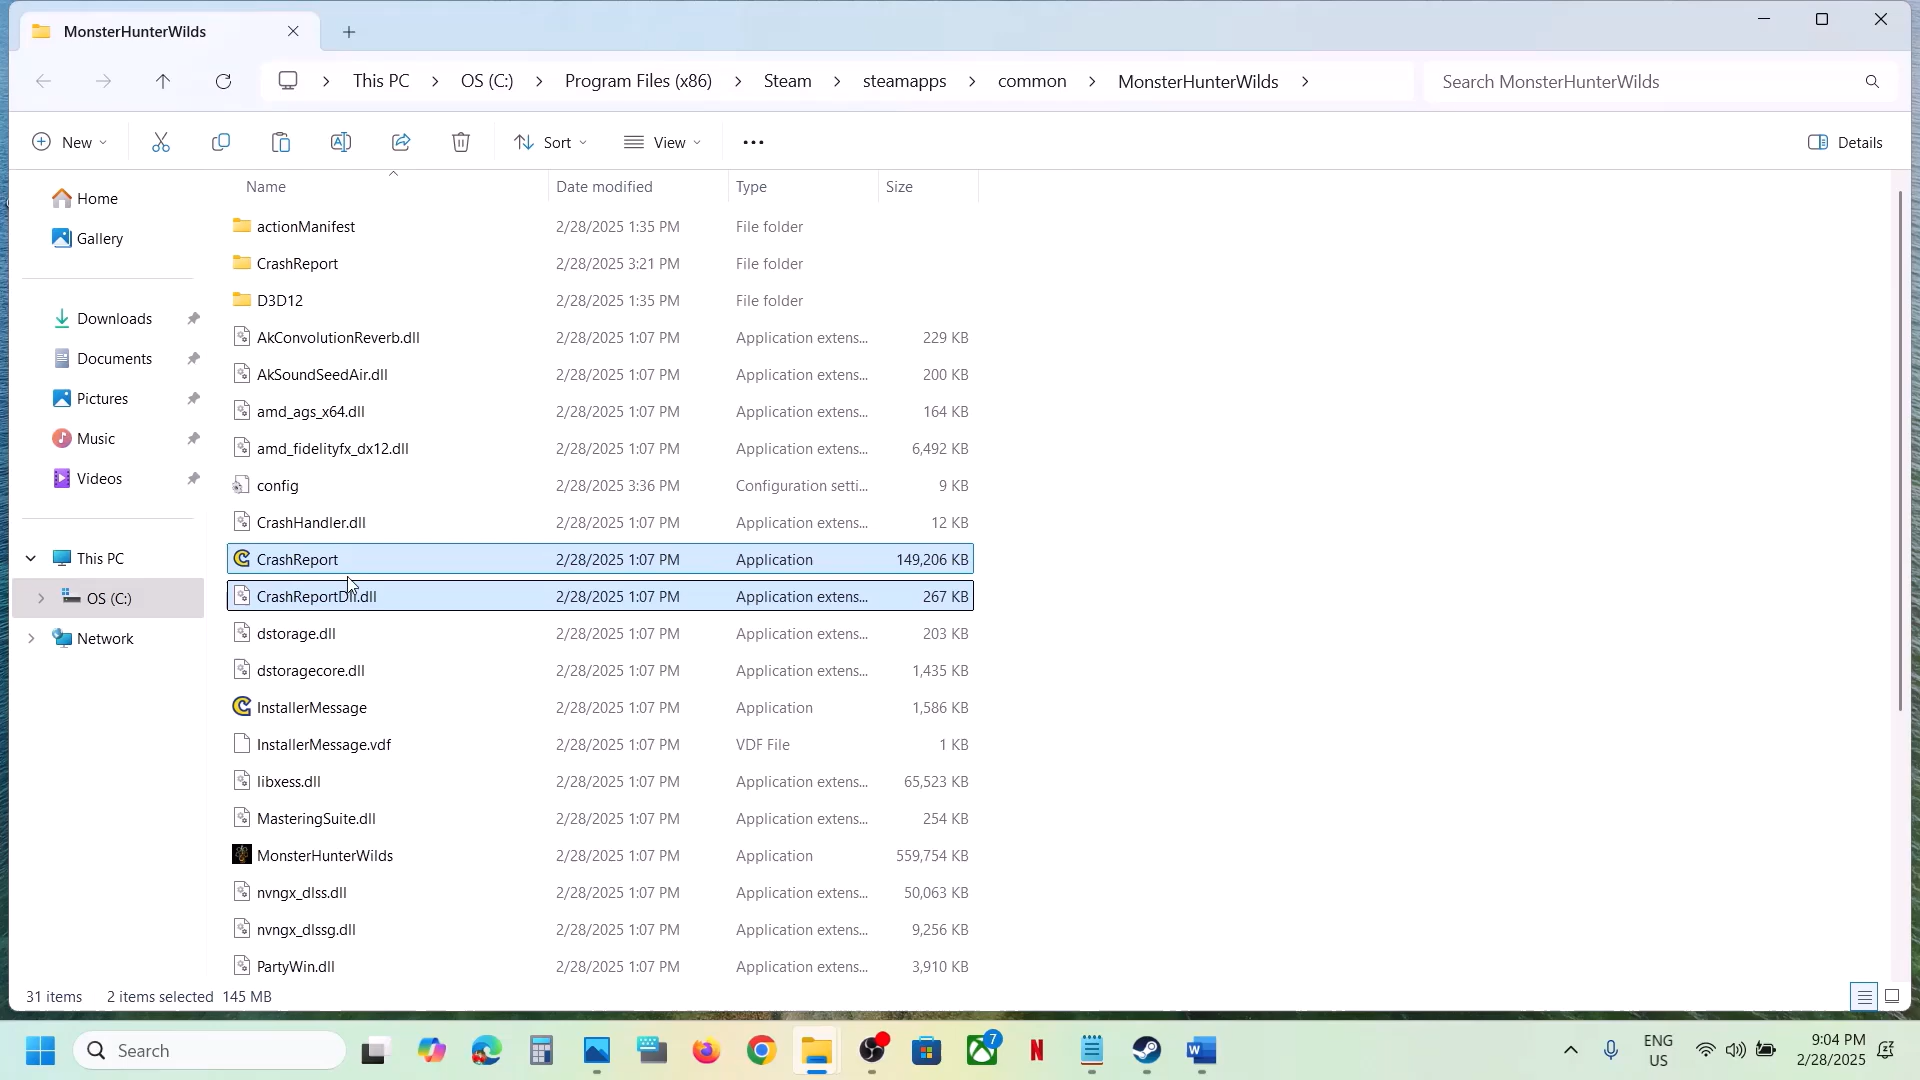 MonsterHunterWilds
This PC > OS (C:) > Program Files (x86) > Steam > steamapps > common > MonsterHunterWilds >
Search MonsterHunterWilds
New
Sort
View
Details
Name Date modified Type Size
Home
Gallery
Downloads
Documents
Pictures
Music
Videos
This PC
OS (C:)
Network
actionManifest 2/28/2025 1:35 PM File folder
CrashReport 2/28/2025 3:21 PM File folder
D3D12 2/28/2025 1:35 PM File folder
AkConvolutionReverb.dll 2/28/2025 1:07 PM Application extens... 229 KB
AkSoundSeedAir.dll 2/28/2025 1:07 PM Application extens... 200 KB
amd_ags_x64.dll 2/28/2025 1:07 PM Application extens... 164 KB
amd_fidelityfx_dx12.dll 2/28/2025 1:07 PM Application extens... 6,492 KB
config 2/28/2025 3:36 PM Configuration setti... 9 KB
CrashHandler.dll 2/28/2025 1:07 PM Application extens... 12 KB
CrashReport 2/28/2025 1:07 PM Application 149,206 KB
CrashReportDll.dll 2/28/2025 1:07 PM Application extens... 267 KB
dstorage.dll 2/28/2025 1:07 PM Application extens... 203 KB
dstoragecore.dll 2/28/2025 1:07 PM Application extens... 1,435 KB
InstallerMessage 2/28/2025 1:07 PM Application 1,586 KB
InstallerMessage.vdf 2/28/2025 1:07 PM VDF File 1 KB
libxess.dll 2/28/2025 1:07 PM Application extens... 65,523 KB
MasteringSuite.dll 2/28/2025 1:07 PM Application extens... 254 KB
MonsterHunterWilds 2/28/2025 1:07 PM Application 559,754 KB
nvngx_dlss.dll 2/28/2025 1:07 PM Application extens... 50,063 KB
nvngx_dlssg.dll 2/28/2025 1:07 PM Application extens... 9,256 KB
PartyWin.dll 2/28/2025 1:07 PM Application extens... 3,910 KB
31 items 2 items selected 145 MB
Search
7
ENG
US
9:04 PM
2/28/2025